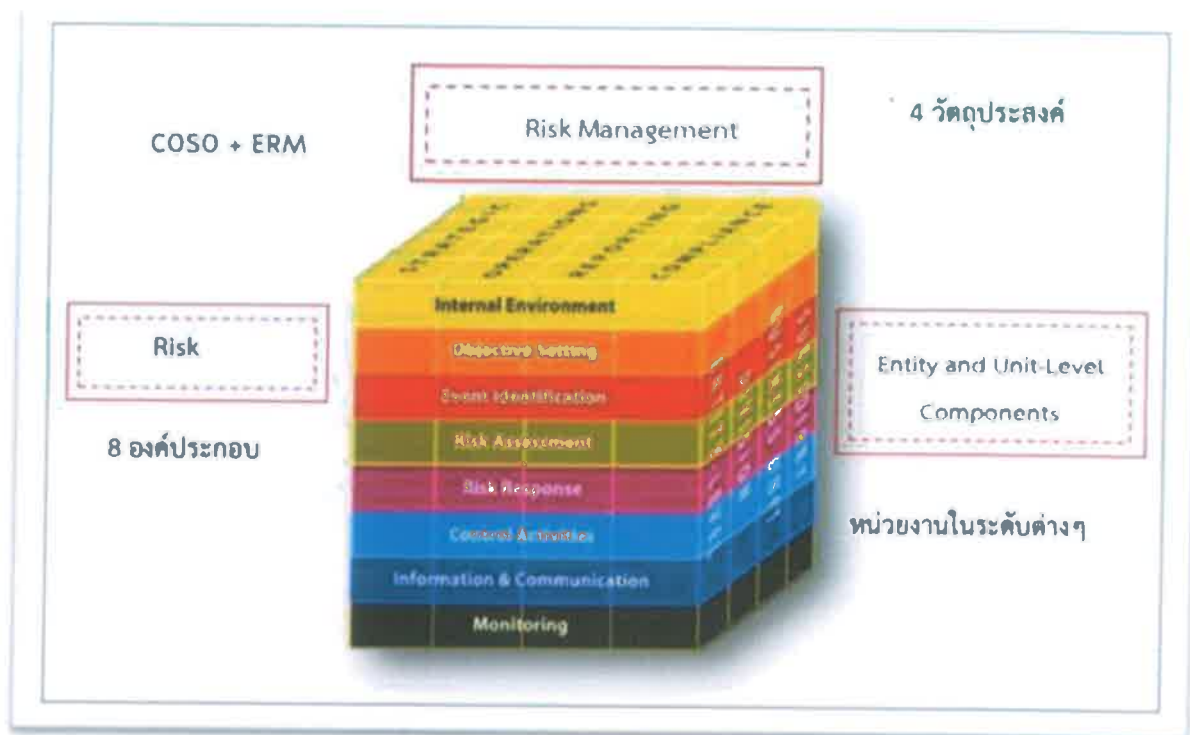 COSO + ERM
Risk Management
4 วัตถุประสงค์
STRATEGIC
OPERATIONS
REPORTING
COMPLIANCE
Internal Environment
Objective Setting
Event Identification
Risk Assessment
Risk Response
Control Activities
Information & Communication
Monitoring
Risk
8 องค์ประกอบ
Entity and Unit-Level
Components
หน่วยงานในระดับต่างๆ